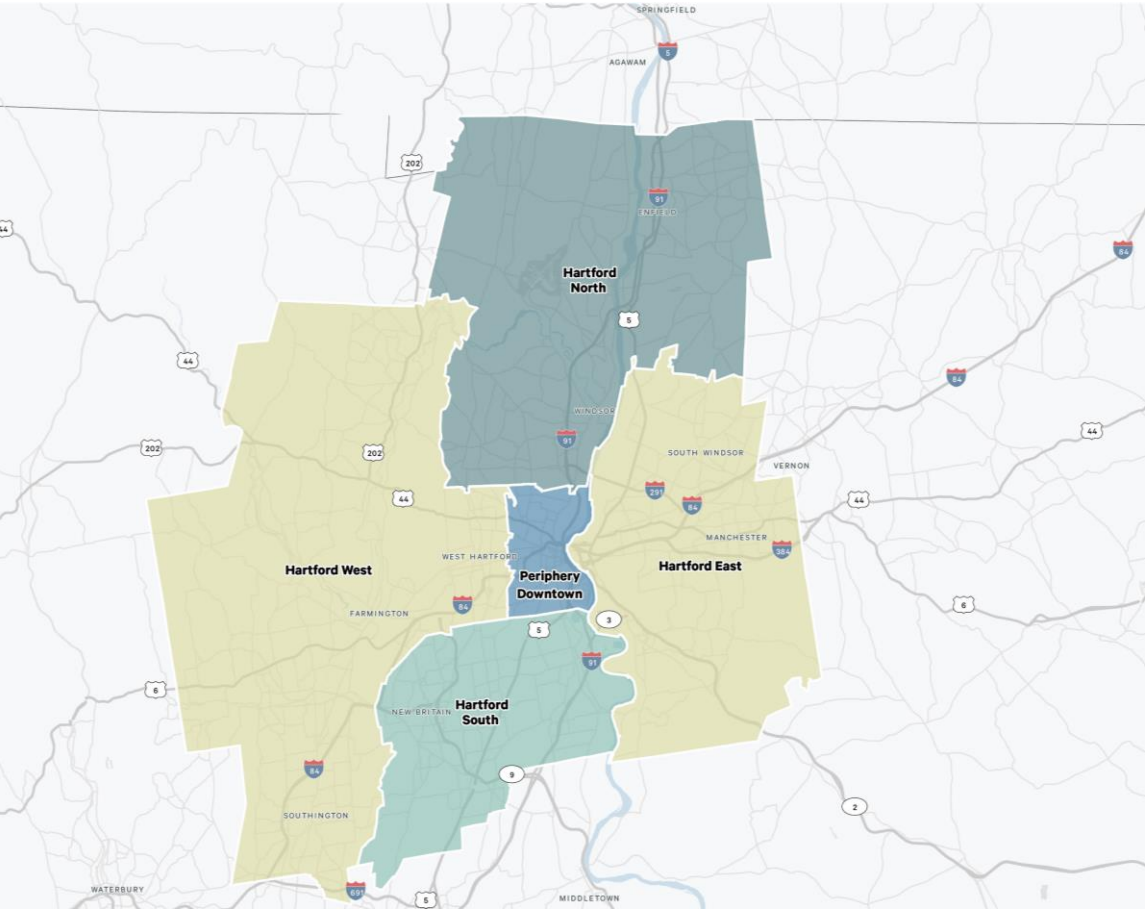 SPRINGFIELD
5
AGAWAM
202
91
ENFIELD
44
84
Hartford
North
5
44
84
WINDSOR
91
44
202
202
SOUTH WINDSOR
VERNON
291
84
44
44
MANCHESTER
384
WEST HARTFORD
Hartford West
Hartford East
Periphery
Downtown
84
6
FARMINGTON
3
5
91
6
NEW BRITAIN
Hartford
South
84
9
2
SOUTHINGTON
WATERBURY
691
5
MIDDLETOWN